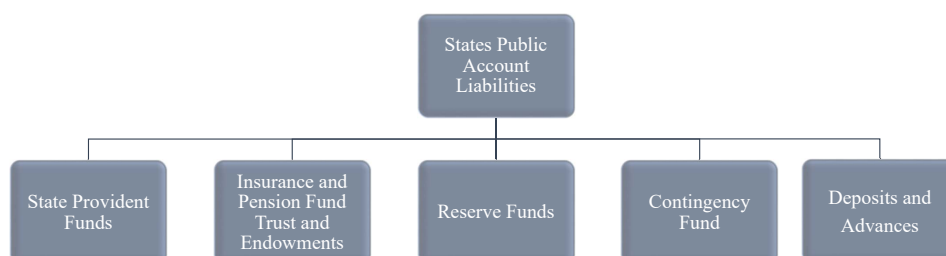 States Public
Account
Liabilities
State Provident
Funds
Insurance and
Pension Fund
Trust and
Endowments
Reserve Funds
Contingency
Fund
Deposits and
Advances